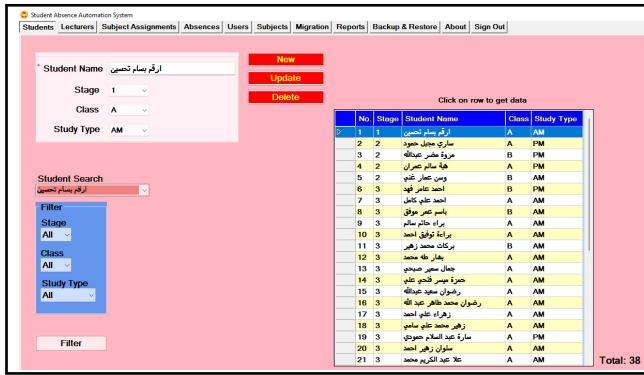 Student Absence Automation System
Students Lecturers Subject Assignments Absences Users Subjects Migration Reports Backup & Restore About Sign Out
* Student Name ارقم بسام تحسين
Stage 1
Class A
Study Type AM
New
Update
Delete
Student Search
ارقم بسام تحسين
Filter
Stage
All
Class
All
Study Type
All
Filter
Click on row to get data
No. Stage Student Name Class Study Type
1 1 ارقم بسام تحسين A AM
2 2 ساري مجبل حمود A PM
3 2 مروة مضر عبدالله B PM
4 2 هبة سالم عمران A PM
5 2 وسن عمار غني B AM
6 3 احمد عامر فهد B PM
7 3 احمد علي كامل A AM
8 3 باسم عمر موفق B AM
9 3 براء حاتم سالم A AM
10 3 براءة توفيق احمد A AM
11 3 بركات محمد زهير B AM
12 3 بشار طه محمد A AM
13 3 جمال سمير صبحي A AM
14 3 حمزة ميسر فتحي علي A AM
15 3 رضوان سعيد عبدالله A AM
16 3 رضوان محمد طاهر عبد الله A AM
17 3 زهراء علي احمد A AM
18 3 زهير محمد علي سامي A AM
19 3 سارة عبد السلام حمودي A PM
20 3 سلوان زهير احمد A AM
21 3 علا عبد الكريم محمد A AM
Total: 38